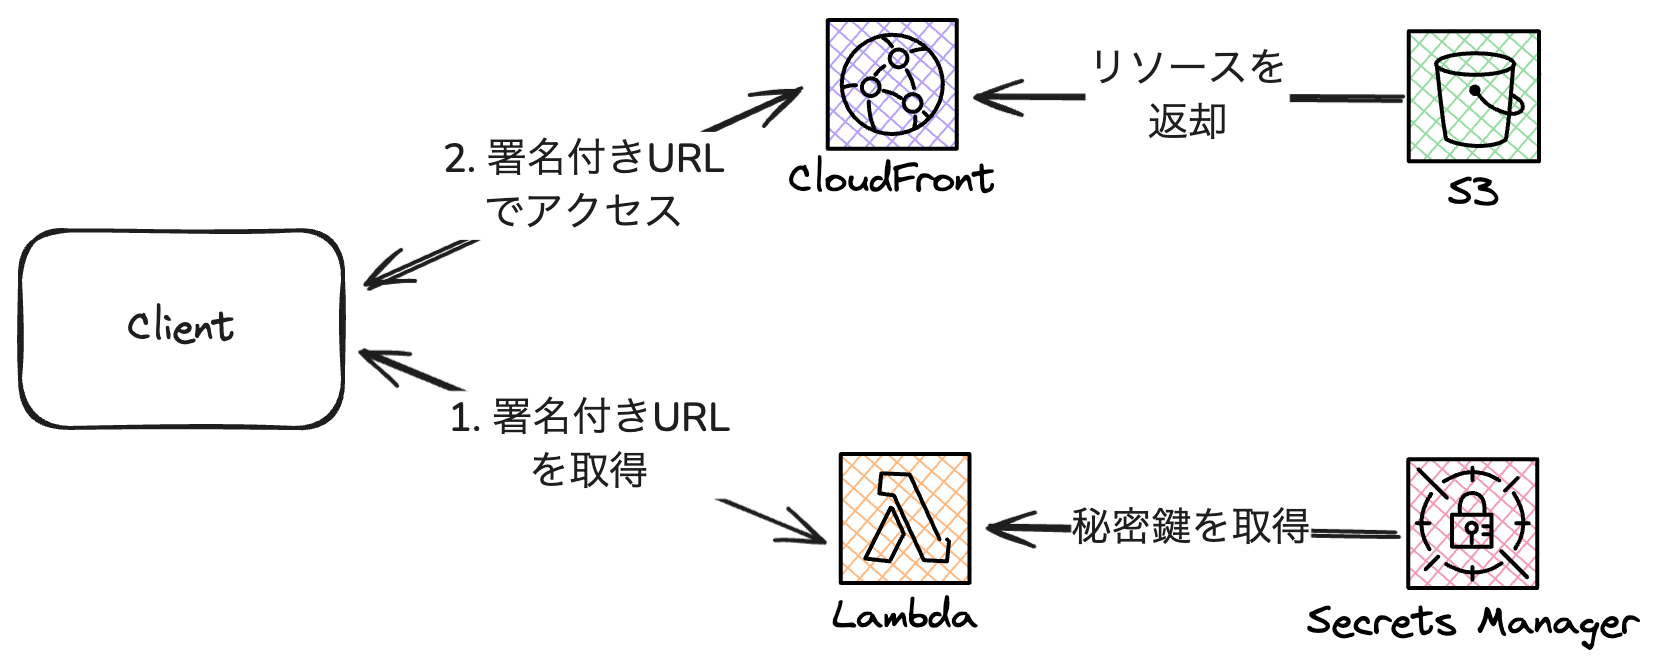 リソースを
返却
CloudFront
S3
2. 署名付きURL
でアクセス
Client
1. 署名付きURL
を取得
秘密鍵を取得
Lambda
Secrets Manager